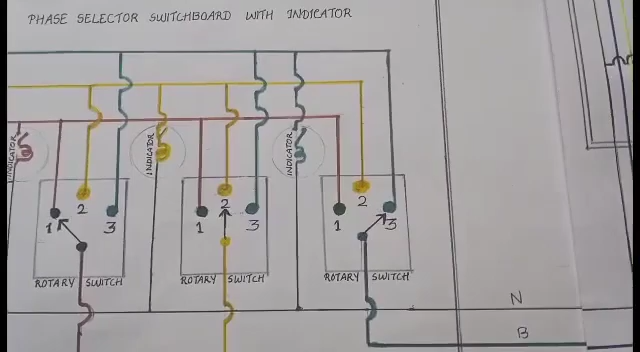 PHASE SELECTOR SWITCHBOARD WITH INDICATOR
INDICATOR
INDICATOR
INDICATOR
1 2 3
1 2 3
1 2 3
ROTARY SWITCH
ROTARY SWITCH
ROTARY SWITCH
N
B